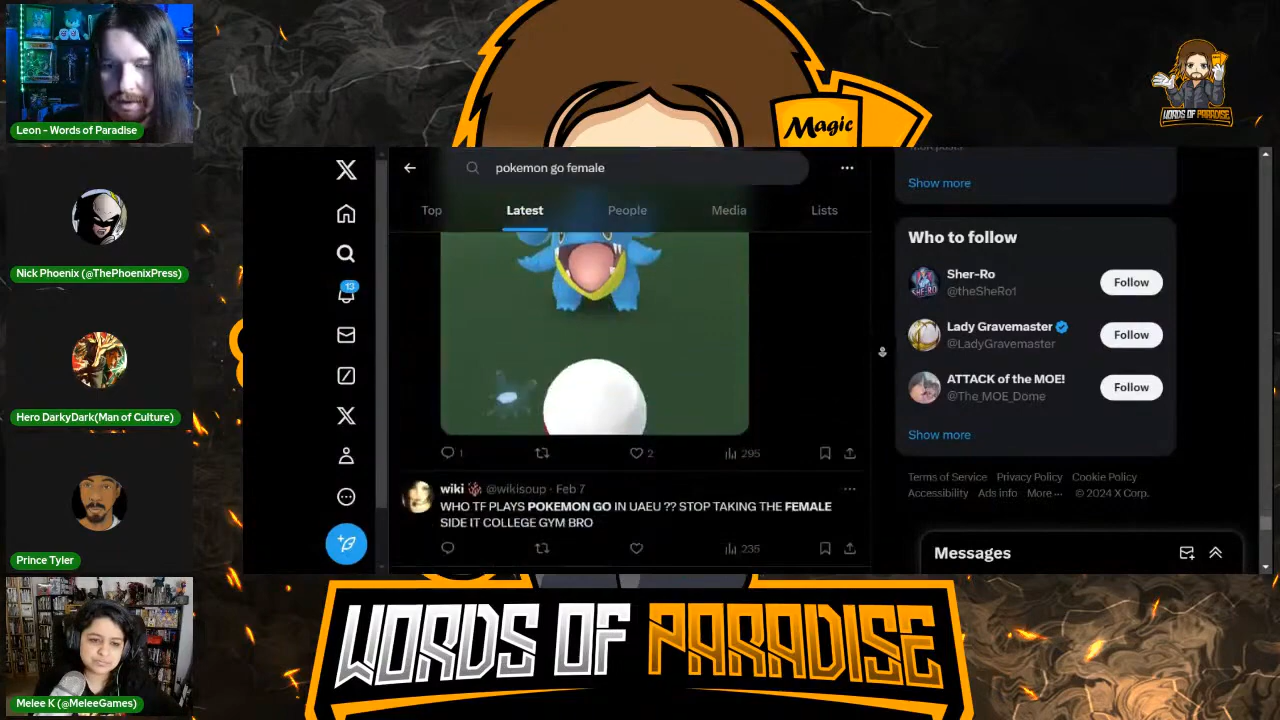 Leon - Words of Paradise
Nick Phoenix (@ThePhoenixPress)
Hero DarkyDark(Man of Culture)
Prince Tyler
Melee K (@MeleeGames)
Magic
WORDS OF PARADISE
pokemon go female
Top
Latest
People
Media
Lists
13
1
2
295
wiki @wikisoup · Feb 7
WHO TF PLAYS POKEMON GO IN UAEU ?? STOP TAKING THE FEMALE
SIDE IT COLLEGE GYM BRO
235
Show more
Who to follow
Sher-Ro
@theSheRo1
Follow
Lady Gravemaster
@LadyGravemaster
Follow
ATTACK of the MOE!
@The_MOE_Dome
Follow
Show more
Terms of Service Privacy Policy Cookie Policy
Accessibility Ads info More ··· © 2024 X Corp.
Messages
WORDS OF PARADISE